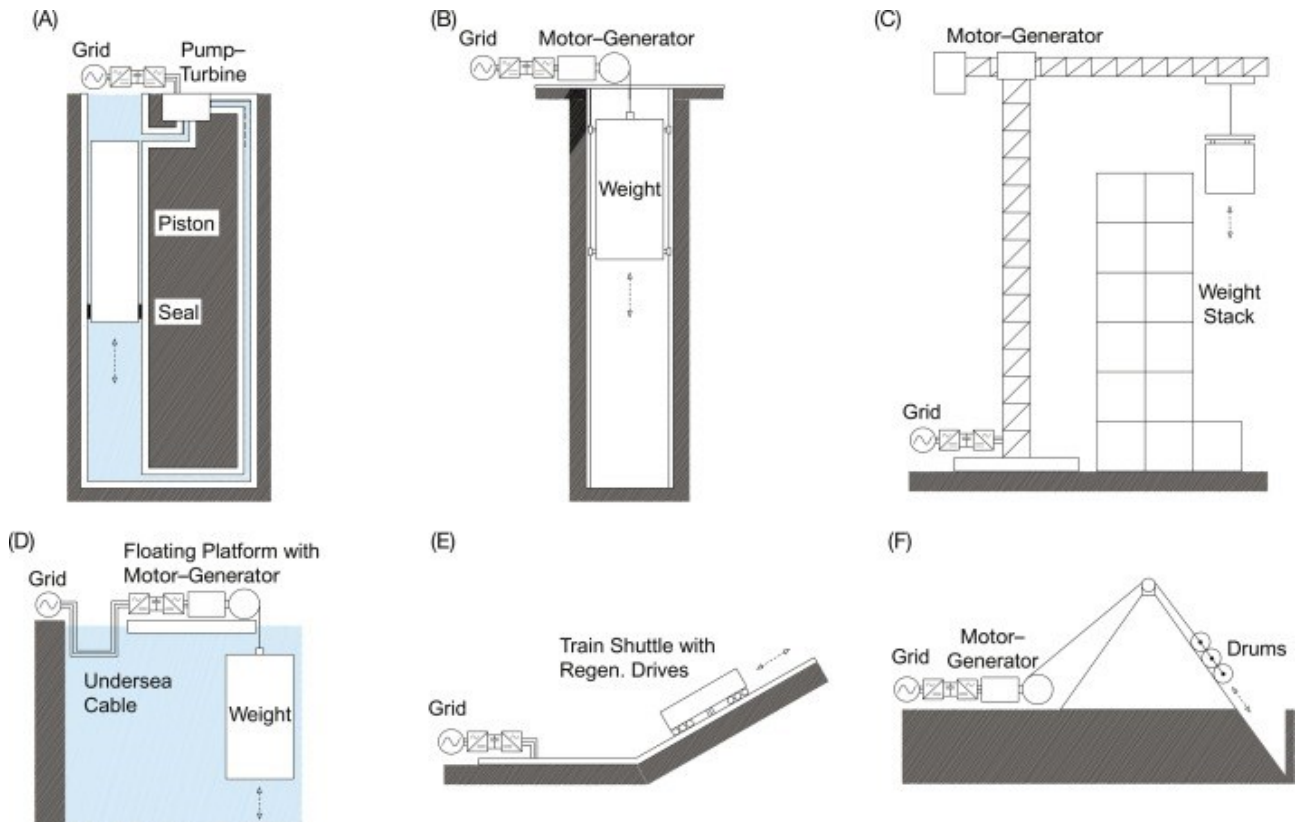 (A)
Grid
Pump–
Turbine
Piston
Seal
(B)
Grid
Motor–Generator
Weight
(C)
Motor–Generator
Weight
Stack
Grid
(D)
Floating Platform with
Motor–Generator
Grid
Undersea
Cable
Weight
(E)
Train Shuttle with
Regen. Drives
Grid
(F)
Motor–
Generator
Grid
Drums